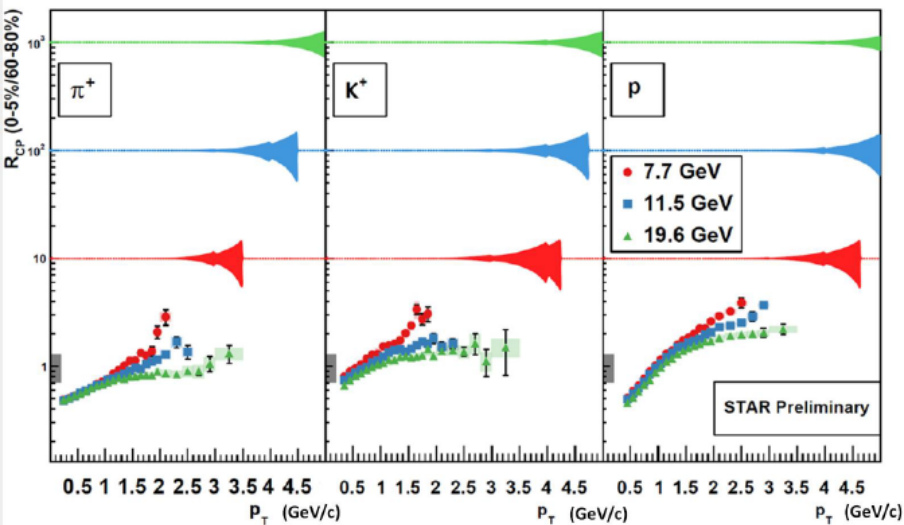 R_CP (0-5%/60-80%)
10³
10²
10
1
π⁺
K⁺
p
7.7 GeV
11.5 GeV
19.6 GeV
STAR Preliminary
0.5 1 1.5 2 2.5 3 3.5 4 4.5
0.5 1 1.5 2 2.5 3 3.5 4 4.5
0.5 1 1.5 2 2.5 3 3.5 4 4.5
P_T (GeV/c)
P_T (GeV/c)
P_T (GeV/c)